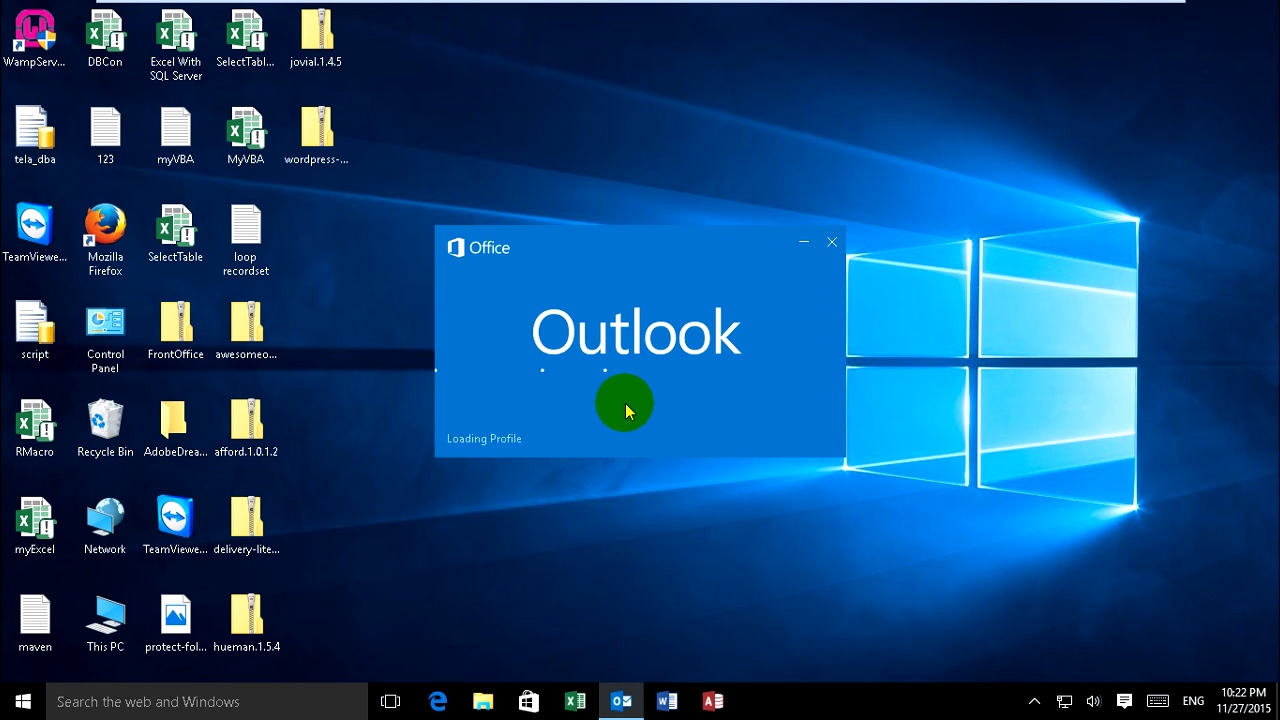 WampServ...
DBCon
Excel With
SQL Server
SelectTabl...
jovial.1.4.5
tela_dba
123
myVBA
MyVBA
wordpress-...
TeamViewe...
Mozilla
Firefox
SelectTable
loop
recordset
script
Control
Panel
FrontOffice
awesomeo...
RMacro
Recycle Bin
AdobeDrea...
afford.1.0.1.2
myExcel
Network
TeamViewe...
delivery-lite...
maven
This PC
protect-fol...
hueman.1.5.4
Office
Outlook
Loading Profile
Search the web and Windows
ENG
10:22 PM
11/27/2015